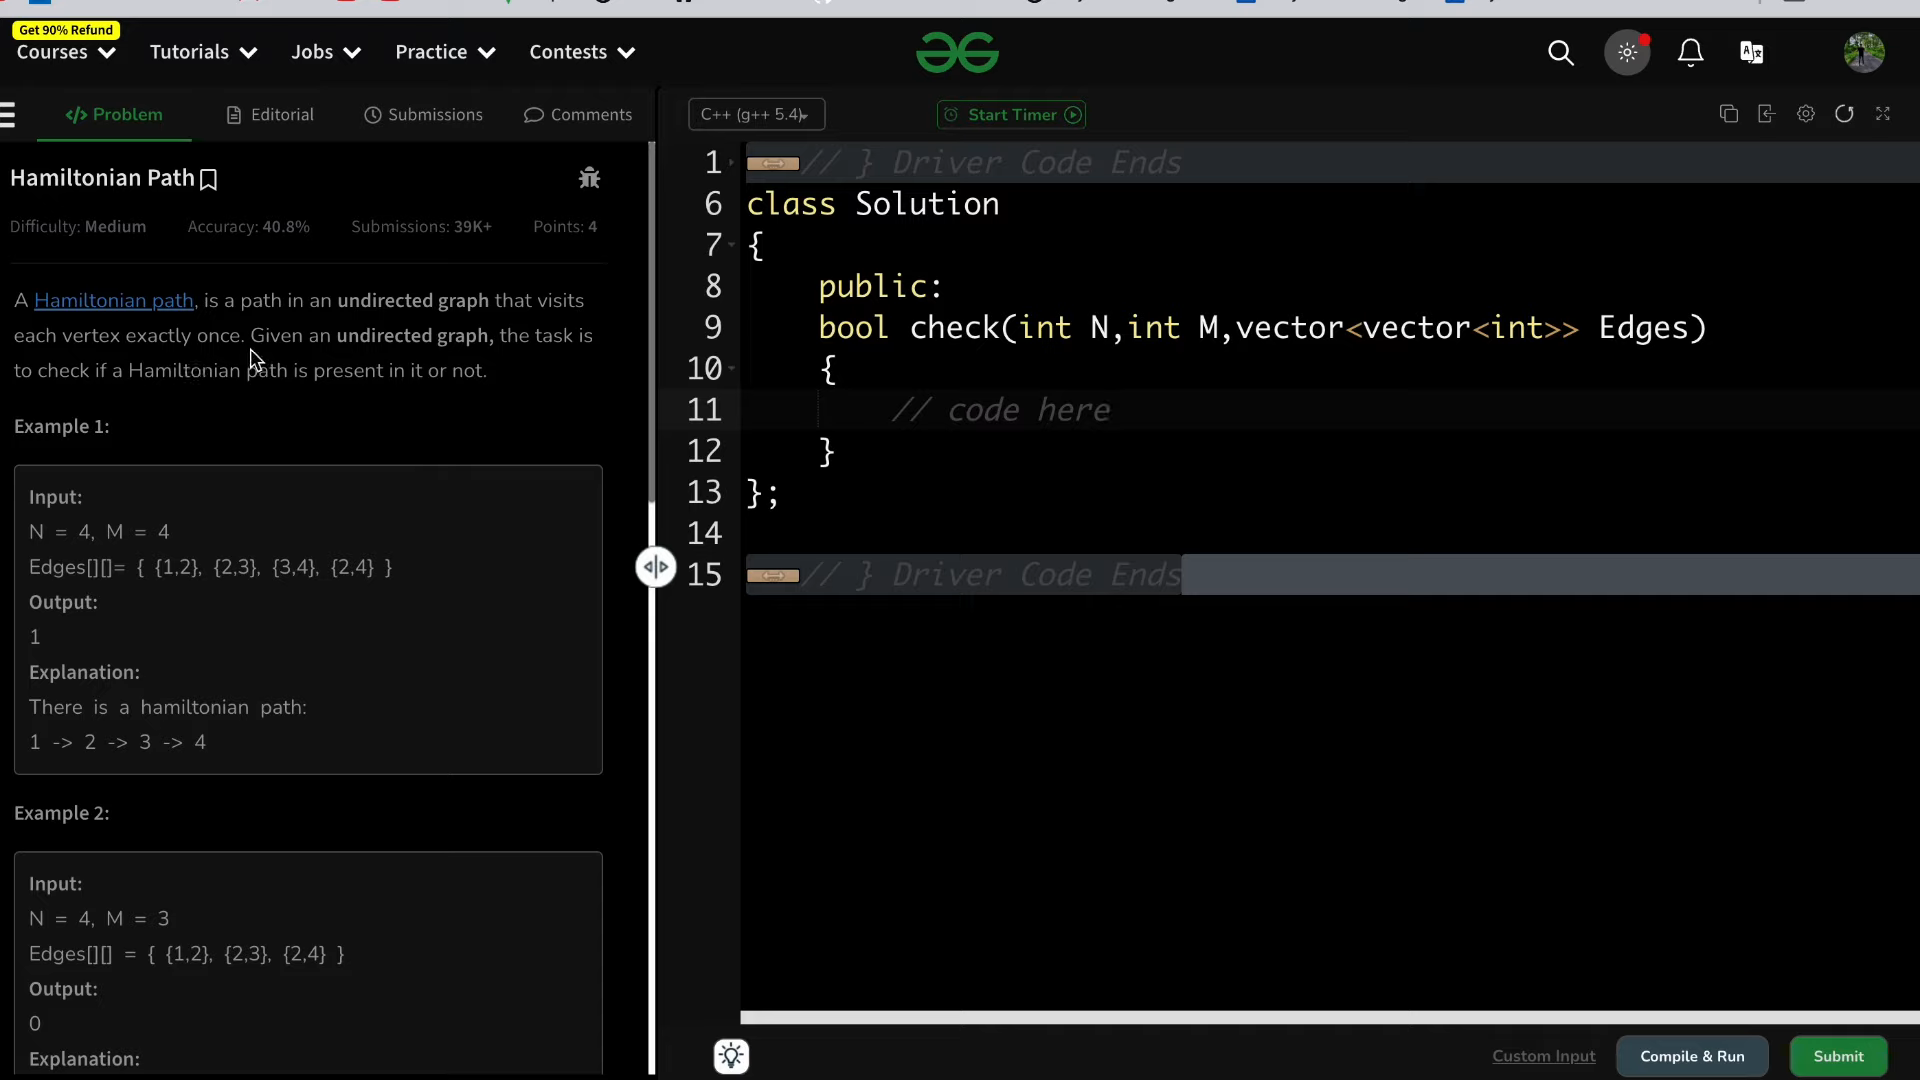 Get 90% Refund
Courses Tutorials Jobs Practice Contests
</> Problem Editorial Submissions Comments
C++ (g++ 5.4) Start Timer
Hamiltonian Path
Difficulty: Medium Accuracy: 40.8% Submissions: 39K+ Points: 4
A Hamiltonian path, is a path in an undirected graph that visits
each vertex exactly once. Given an undirected graph, the task is
to check if a Hamiltonian path is present in it or not.
Example 1:
Input:
N = 4, M = 4
Edges[][]= { {1,2}, {2,3}, {3,4}, {2,4} }
Output:
1
Explanation:
There is a hamiltonian path:
1 -> 2 -> 3 -> 4
Example 2:
Input:
N = 4, M = 3
Edges[][] = { {1,2}, {2,3}, {2,4} }
Output:
0
Explanation:
1 // } Driver Code Ends
6 class Solution
7 {
8 public:
9 bool check(int N,int M,vector<vector<int>> Edges)
10 {
11 // code here
12 }
13 };
14
15 // } Driver Code Ends
Custom Input Compile & Run Submit